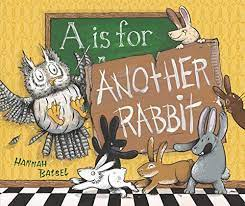 A is for
ANOTHER
RABBIT
HANNAH BATSEL